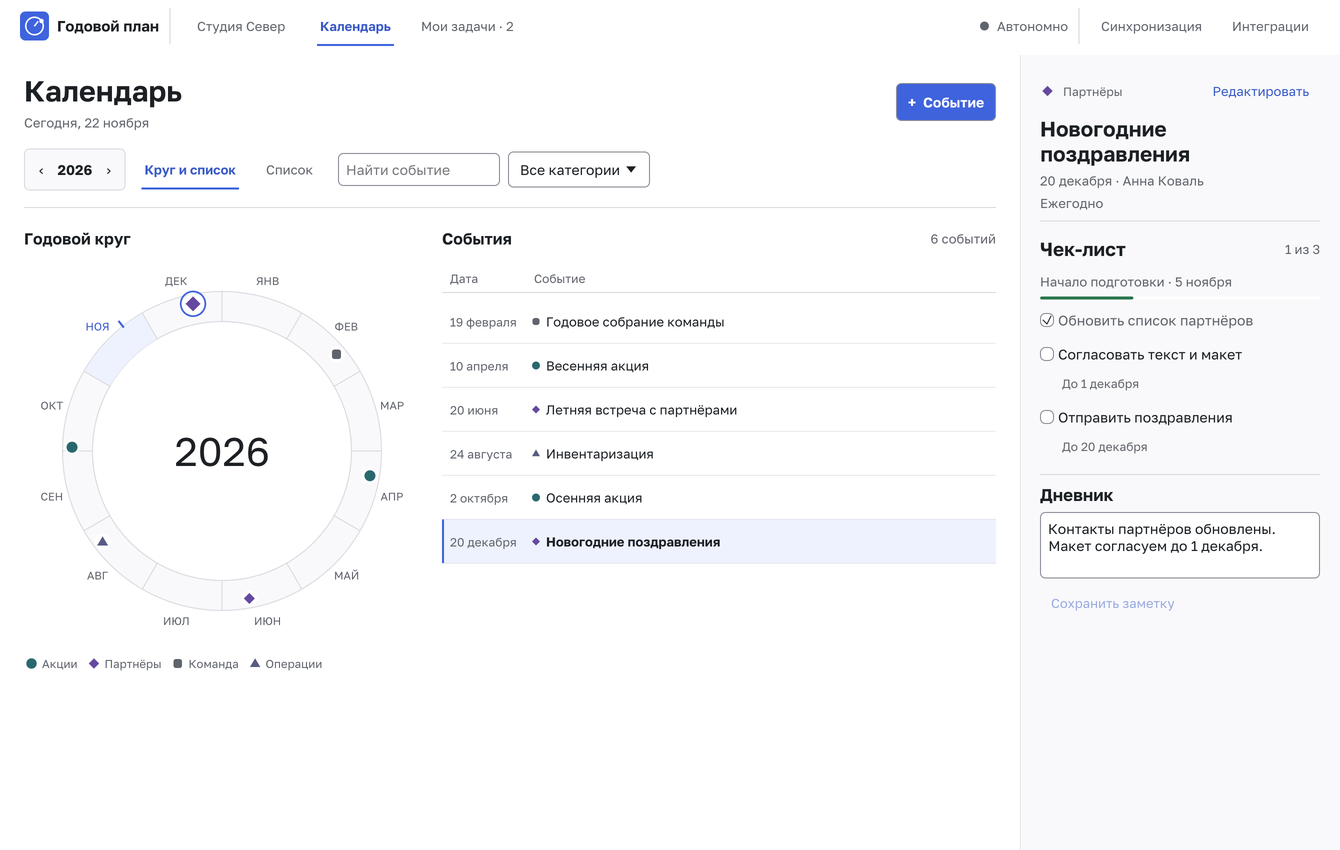 Годовой план
Студия Север
Календарь
Мои задачи · 2
Автономно
Синхронизация
Интеграции
Календарь
Сегодня, 22 ноября
+ Событие
‹ 2026 ›
Круг и список
Список
Найти событие
Все категории
Годовой круг
ДЕК
ЯНВ
НОЯ
ФЕВ
ОКТ
МАР
2026
СЕН
АПР
АВГ
МАЙ
ИЮЛ
ИЮН
Акции
Партнёры
Команда
Операции
События
6 событий
Дата
Событие
19 февраля
Годовое собрание команды
10 апреля
Весенняя акция
20 июня
Летняя встреча с партнёрами
24 августа
Инвентаризация
2 октября
Осенняя акция
20 декабря
Новогодние поздравления
Партнёры
Редактировать
Новогодние
поздравления
20 декабря · Анна Коваль
Ежегодно
Чек-лист
1 из 3
Начало подготовки · 5 ноября
Обновить список партнёров
Согласовать текст и макет
До 1 декабря
Отправить поздравления
До 20 декабря
Дневник
Контакты партнёров обновлены.
Макет согласуем до 1 декабря.
Сохранить заметку